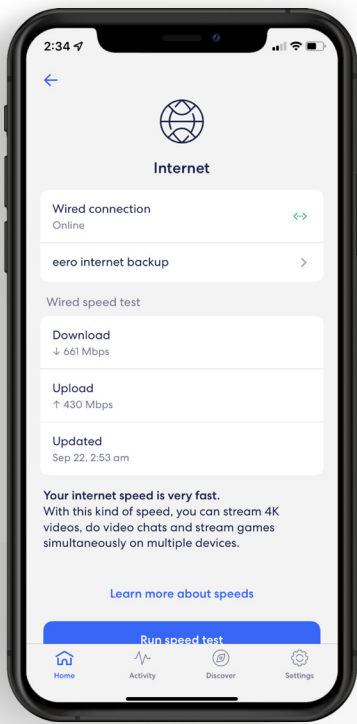 2:34
Internet
Wired connection
Online
eero internet backup
Wired speed test
Download
↓ 661 Mbps
Upload
↑ 430 Mbps
Updated
Sep 22, 2:53 am
Your internet speed is very fast.
With this kind of speed, you can stream 4K
videos, do video chats and stream games
simultaneously on multiple devices.
Learn more about speeds
Run speed test
Home Activity Discover Settings